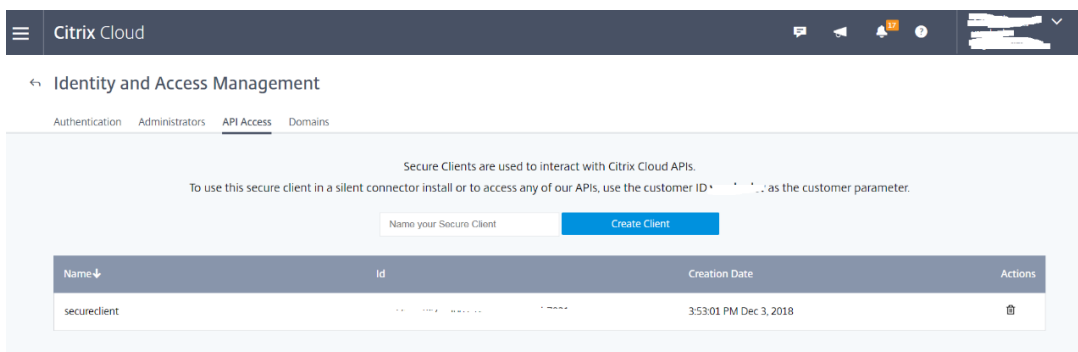 Citrix Cloud
17
?
Identity and Access Management
Authentication Administrators API Access Domains
Secure Clients are used to interact with Citrix Cloud APIs.
To use this secure client in a silent connector install or to access any of our APIs, use the customer ID as the customer parameter.
Name your Secure Client Create Client
Name Id Creation Date Actions
secureclient 3:53:01 PM Dec 3, 2018